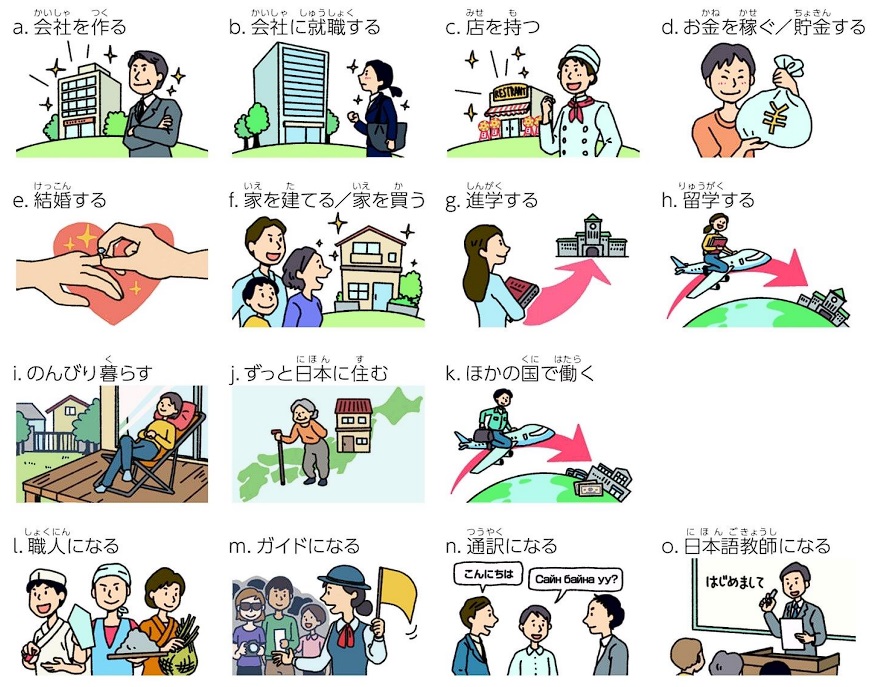 かいしゃ つく
a. 会社を作る
かいしゃ しゅうしょく
b. 会社に就職する
みせ も
c. 店を持つ
かね かせ ちょきん
d. お金を稼ぐ／貯金する
RESTRANT
¥
けっこん
e. 結婚する
いえ た いえ か
f. 家を建てる／家を買う
しんがく
g. 進学する
りゅうがく
h. 留学する
く
i. のんびり暮らす
にほん す
j. ずっと日本に住む
くに はたら
k. ほかの国で働く
しょくにん
l. 職人になる
m. ガイドになる
つうやく
n. 通訳になる
にほんごきょうし
o. 日本語教師になる
こんにちは
Сайн байна уу?
はじめまして